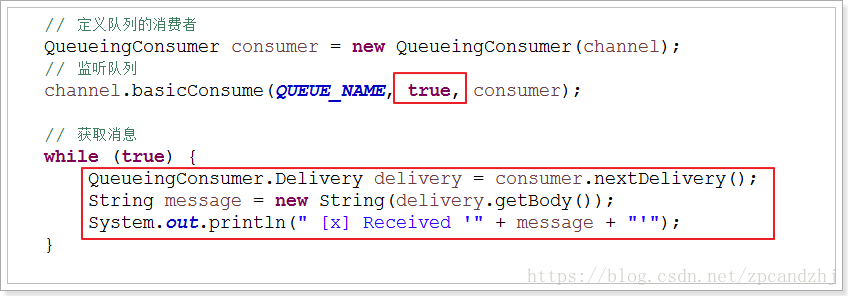 // 定义队列的消费者
QueueingConsumer consumer = new QueueingConsumer(channel);
// 监听队列
channel.basicConsume(QUEUE_NAME, true, consumer);
// 获取消息
while (true) {
QueueingConsumer.Delivery delivery = consumer.nextDelivery();
String message = new String(delivery.getBody());
System.out.println(" [x] Received '" + message + "'");
}
https://blog.csdn.net/zpcandzhj